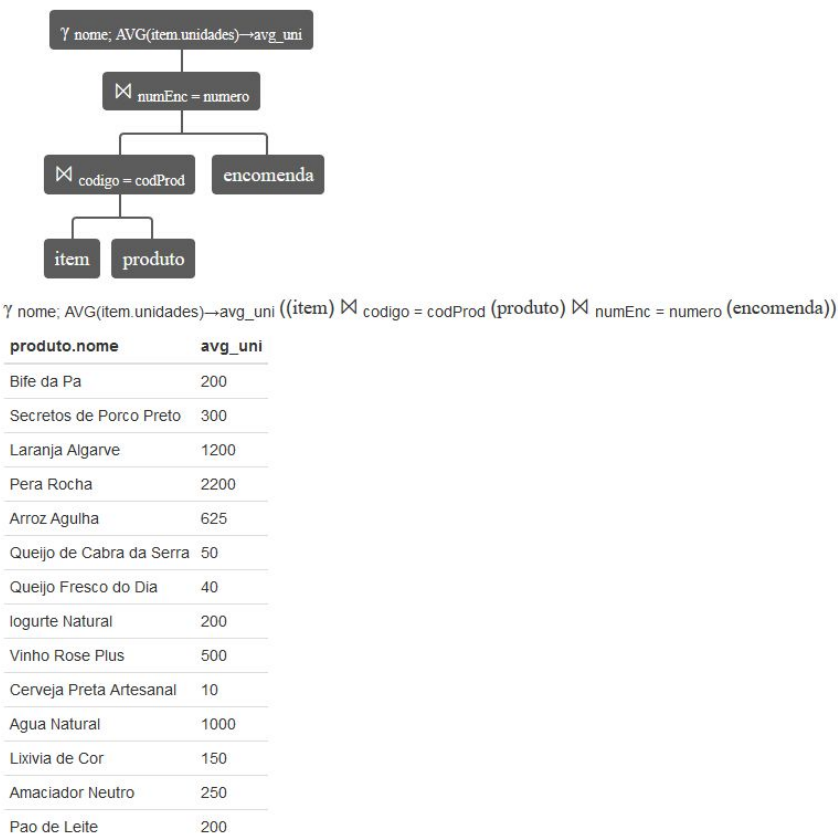 γ nome; AVG(item.unidades)→avg_uni
⋈ numEnc = numero
⋈ codigo = codProd
encomenda
item
produto
γ nome; AVG(item.unidades)→avg_uni ((item) ⋈ codigo = codProd (produto) ⋈ numEnc = numero (encomenda))
produto.nome avg_uni
Bife da Pa 200
Secretos de Porco Preto 300
Laranja Algarve 1200
Pera Rocha 2200
Arroz Agulha 625
Queijo de Cabra da Serra 50
Queijo Fresco do Dia 40
Iogurte Natural 200
Vinho Rose Plus 500
Cerveja Preta Artesanal 10
Agua Natural 1000
Lixivia de Cor 150
Amaciador Neutro 250
Pao de Leite 200